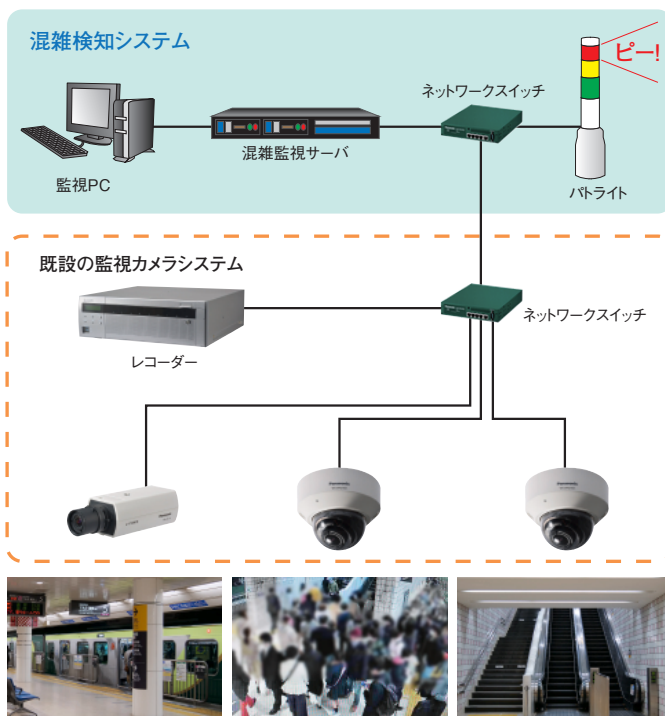 混雑検知システム
ピー!
ネットワークスイッチ
混雑監視サーバ
監視PC
パトライト
既設の監視カメラシステム
ネットワークスイッチ
レコーダー